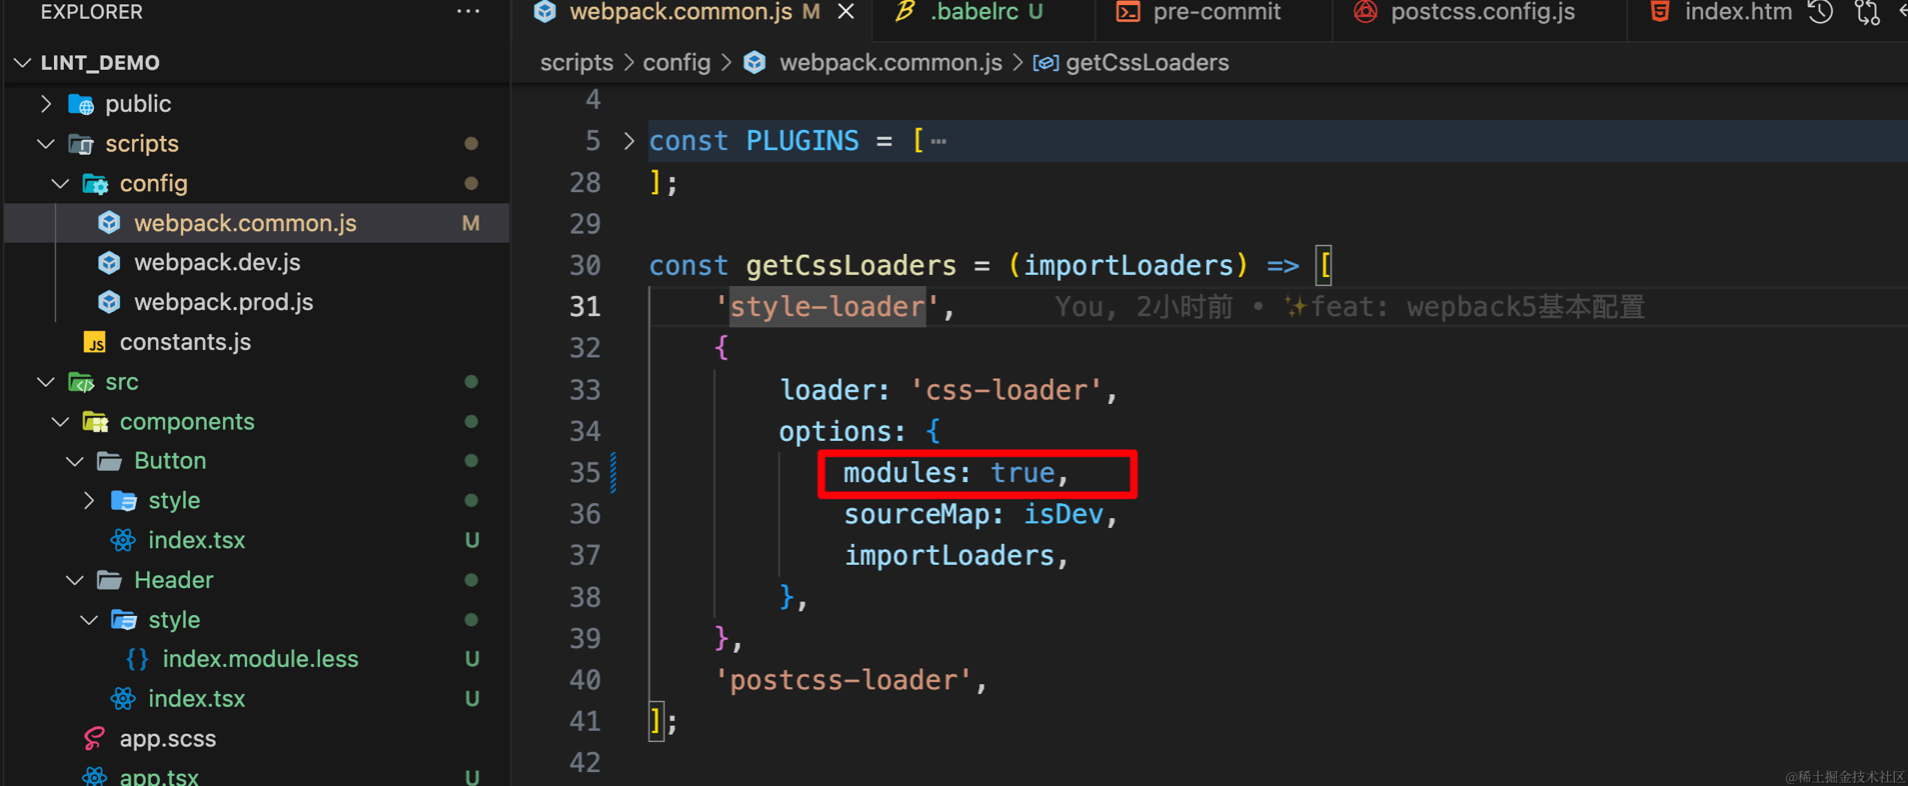 EXPLORER
LINT_DEMO
public
scripts
config
webpack.common.js M
webpack.dev.js
webpack.prod.js
constants.js
src
components
Button
style
index.tsx U
Header
style
index.module.less U
index.tsx U
app.scss
app.tsx U
webpack.common.js M
.babelrc U
pre-commit
postcss.config.js
index.htm
scripts > config > webpack.common.js > getCssLoaders
4
5 const PLUGINS = [ ⋯
28 ];
29
30 const getCssLoaders = (importLoaders) => [
31 'style-loader', You, 2小时前 • ✨feat: wepback5基本配置
32 {
33 loader: 'css-loader',
34 options: {
35 modules: true,
36 sourceMap: isDev,
37 importLoaders,
38 },
39 },
40 'postcss-loader',
41 ];
42
@稀土掘金技术社区